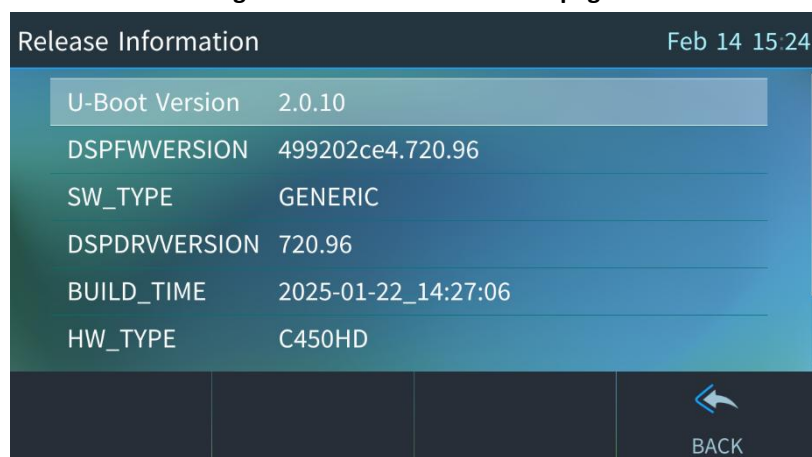 Release Information Feb 14 15:24
U-Boot Version 2.0.10
DSPFWVERSION 499202ce4.720.96
SW_TYPE GENERIC
DSPDRVVERSION 720.96
BUILD_TIME 2025-01-22_14:27:06
HW_TYPE C450HD
BACK